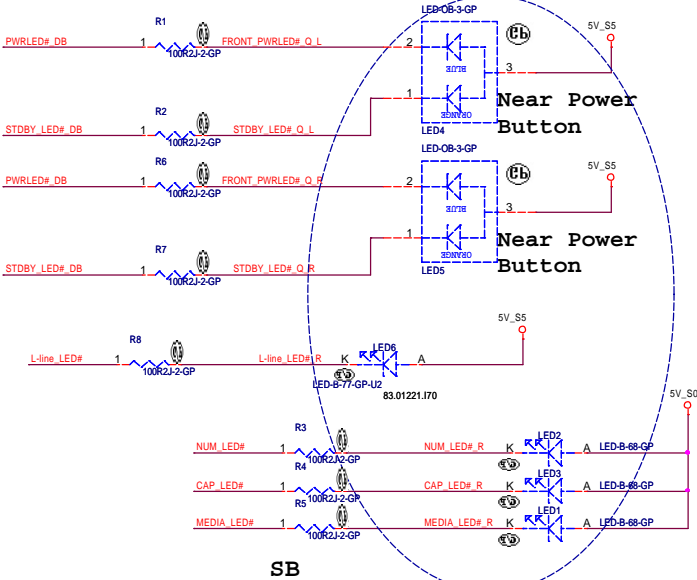 LED-OB-3-GP
R1
5V_S5
PWRLED#_DB 1 FRONT_PWRLED#_Q_L 2
100R2J-2-GP
BLUE
3
R2
1
Near Power
STDBY_LED#_DB 1 STDBY_LED#_Q_L
ORANGE
100R2J-2-GP
LED4
Button
R6
LED-OB-3-GP
5V_S5
PWRLED#_DB 1 FRONT_PWRLED#_Q_R 2
100R2J-2-GP
BLUE
3
R7
1
Near Power
STDBY_LED#_DB 1 STDBY_LED#_Q_R
ORANGE
100R2J-2-GP
LED5
Button
5V_S5
R8
LED6
L-line_LED# 1 L-line_LED#_R K A
100R2J-2-GP
LED-B-77-GP-U2
83.01221.I70
5V_S0
R3
LED2
NUM_LED# 1 NUM_LED#_R K A LED-B-68-GP
100R2J-2-GP
R4
LED3
CAP_LED# 1 CAP_LED#_R K A LED-B-68-GP
100R2J-2-GP
R5
LED1
MEDIA_LED# 1 MEDIA_LED#_R K A LED-B-68-GP
100R2J-2-GP
SB